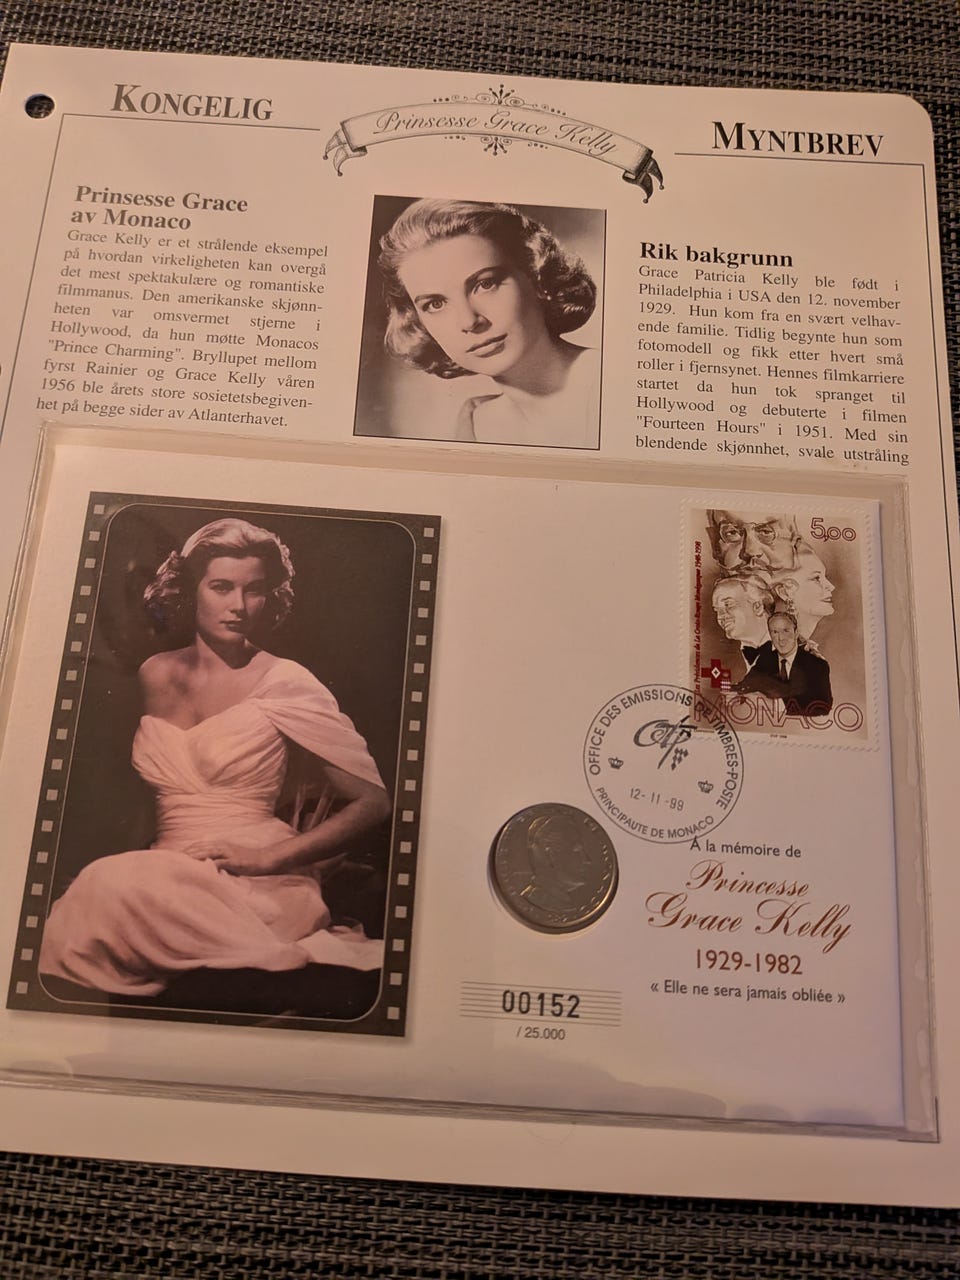 KONGELIG
Prinsesse Grace Kelly
MYNTBREV
Prinsesse Grace
av Monaco
Grace Kelly er et strålende eksempel
på hvordan virkeligheten kan overgå
det mest spektakulære og romantiske
filmmanus. Den amerikanske skjønn-
heten var omsvermet stjerne i
Hollywood, da hun møtte Monacos
"Prince Charming". Bryllupet mellom
fyrst Rainier og Grace Kelly våren
1956 ble årets store sosietetsbegiven-
het på begge sider av Atlanterhavet.
Rik bakgrunn
Grace Patricia Kelly ble født i
Philadelphia i USA den 12. november
1929. Hun kom fra en svært velhav-
ende familie. Tidlig begynte hun som
fotomodell og fikk etter hvert små
roller i fjernsynet. Hennes filmkarriere
startet da hun tok spranget til
Hollywood og debuterte i filmen
"Fourteen Hours" i 1951. Med sin
blendende skjønnhet, svale utstråling
5,00
MONACO
OFFICE DES EMISSIONS DE TIMBRES-POSTE
12-11-99
PRINCIPAUTE DE MONACO
À la mémoire de
Princesse
Grace Kelly
1929-1982
« Elle ne sera jamais obliée »
00152
/ 25.000